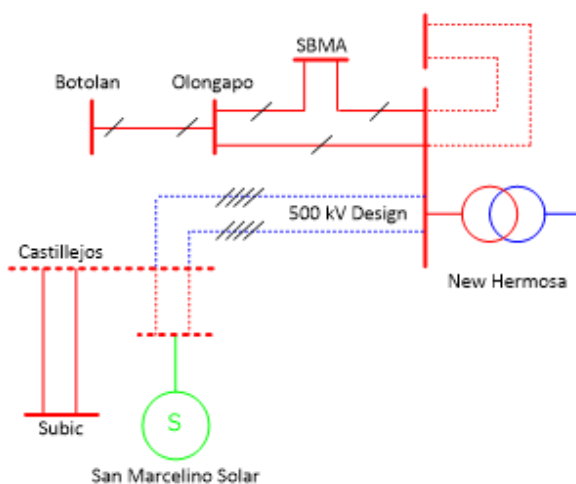 SBMA
Botolan
Olongapo
500 kV Design
Castillejos
New Hermosa
Subic
S
San Marcelino Solar